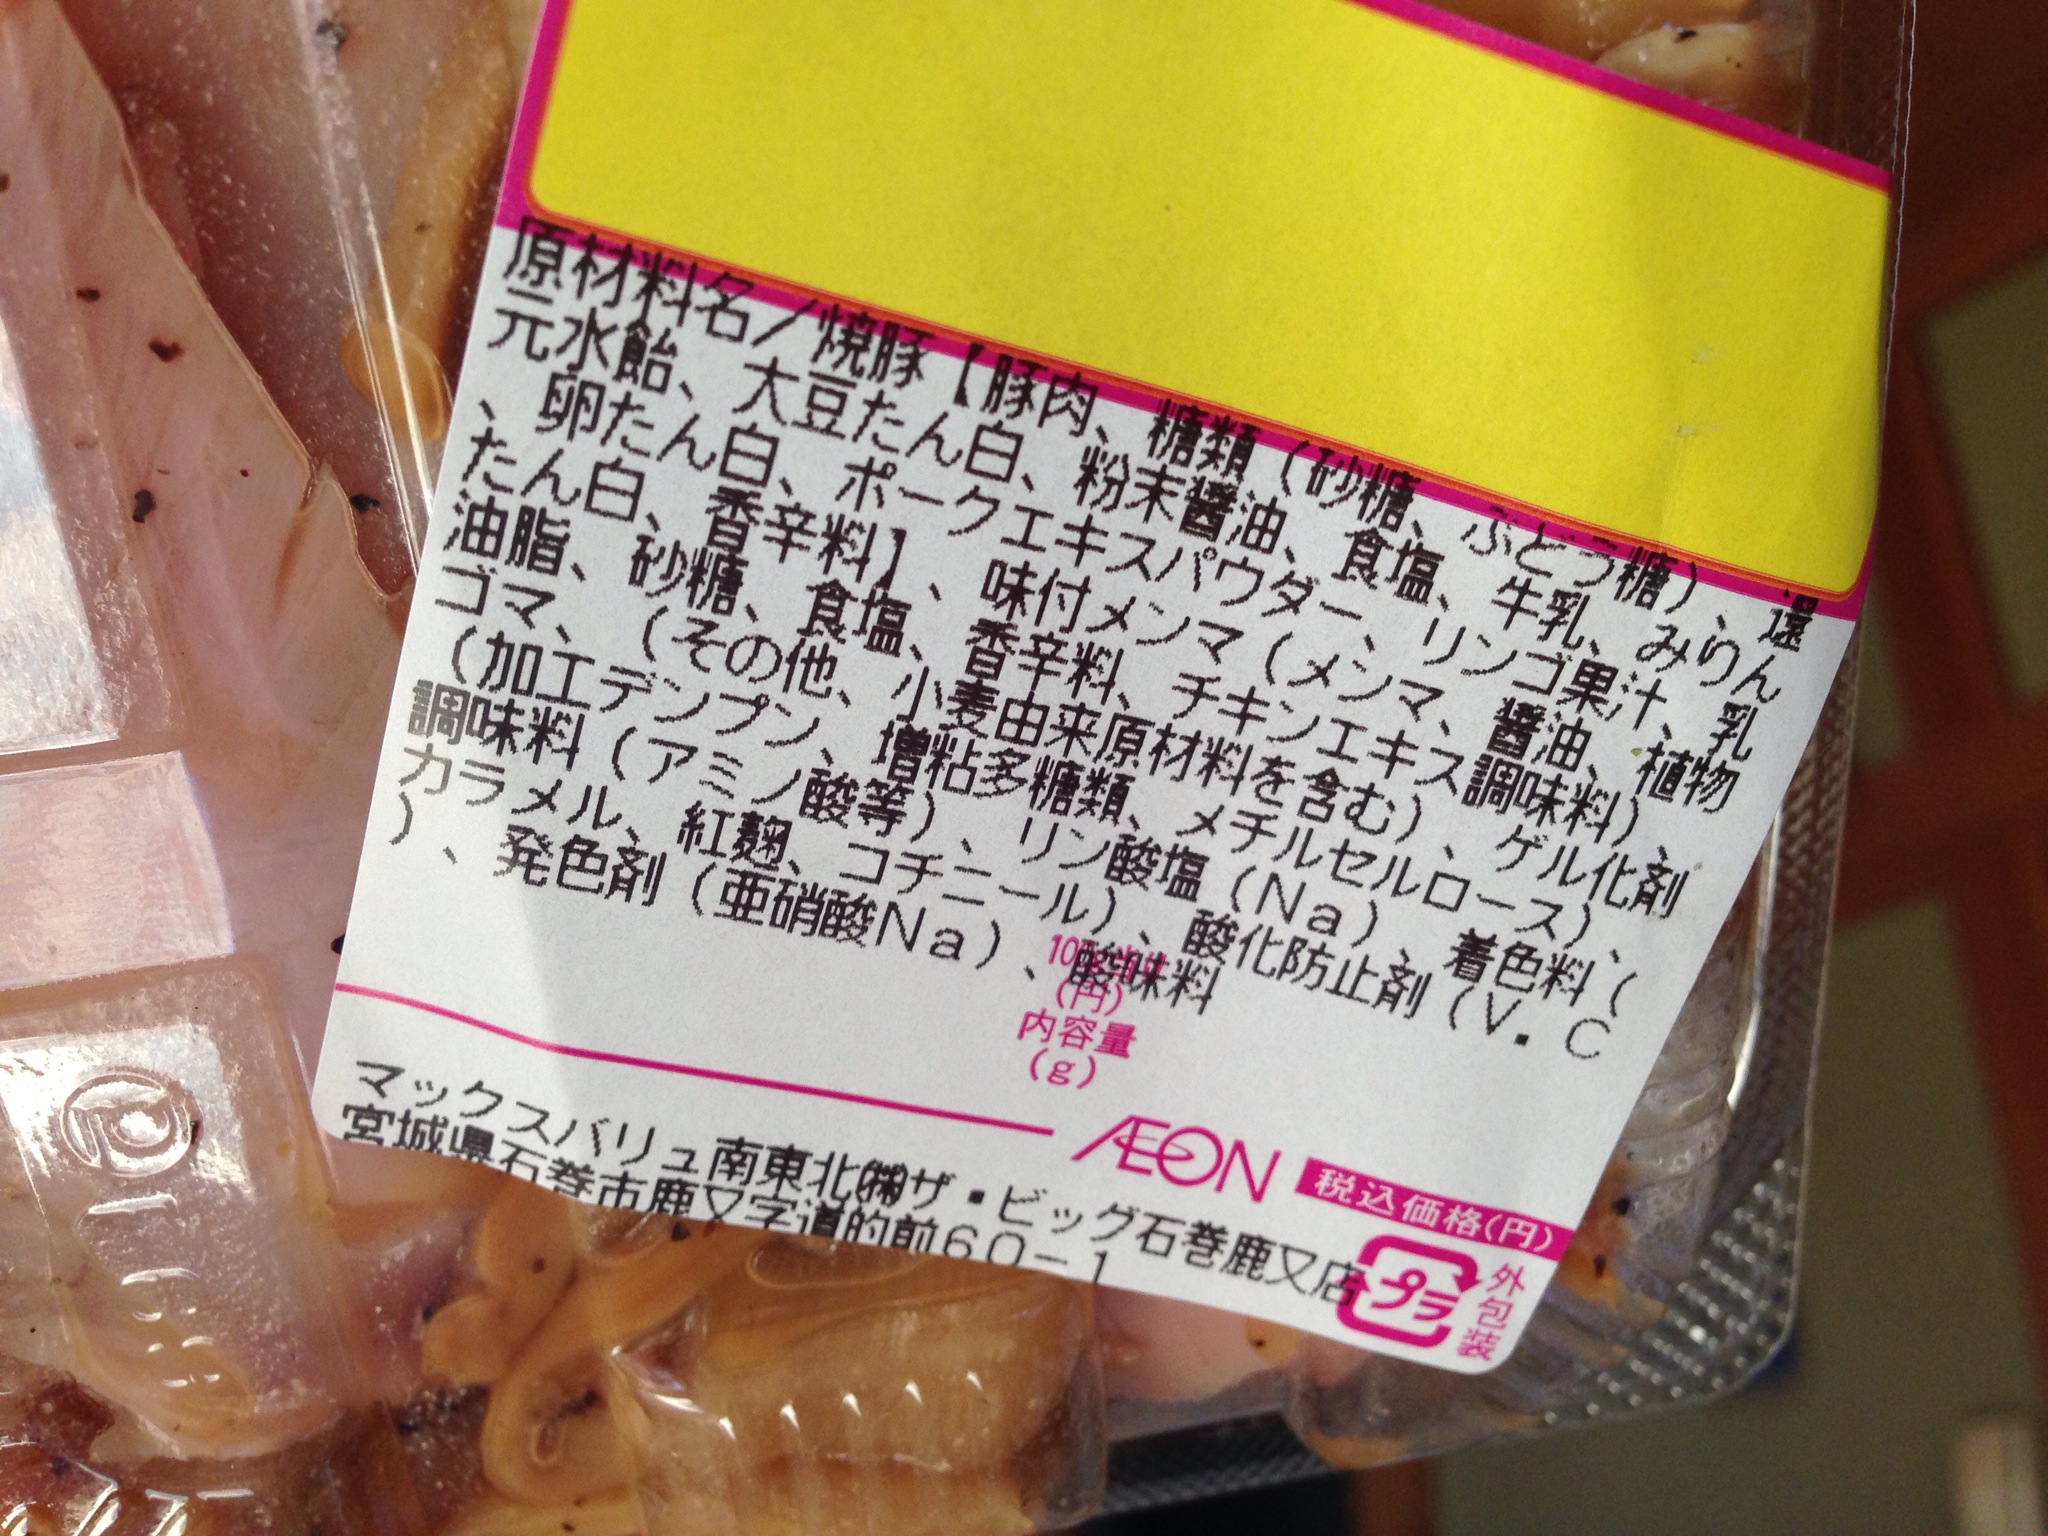 原材料名／焼豚【豚肉、糖類（砂糖、ぶどう糖）、還
元水飴、大豆たん白、粉末醤油、食塩、牛乳、みりん
、卵たん白、ポークエキスパウダー、リンゴ果汁、乳
たん白、香辛料】、味付メンマ（メンマ、醤油、植物
油脂、砂糖、食塩、香辛料、チキンエキス調味料）、
ゴマ、（その他、小麦由来原材料を含む）、ゲル化剤
（加工デンプン、増粘多糖類、メチルセルロース）、
調味料（アミノ酸等）、リン酸塩（Ｎａ）、着色料（
カラメル、紅麹、コチニール）、酸化防止剤（Ｖ．Ｃ
）、発色剤（亜硝酸Ｎａ）、酸味料
(円)
内容量
(g)
ÆON
税込価格(円)
マックスバリュ南東北㈱ザ・ビッグ石巻鹿又店
宮城県石巻市鹿又字道的前６０－１
プラ
外包装